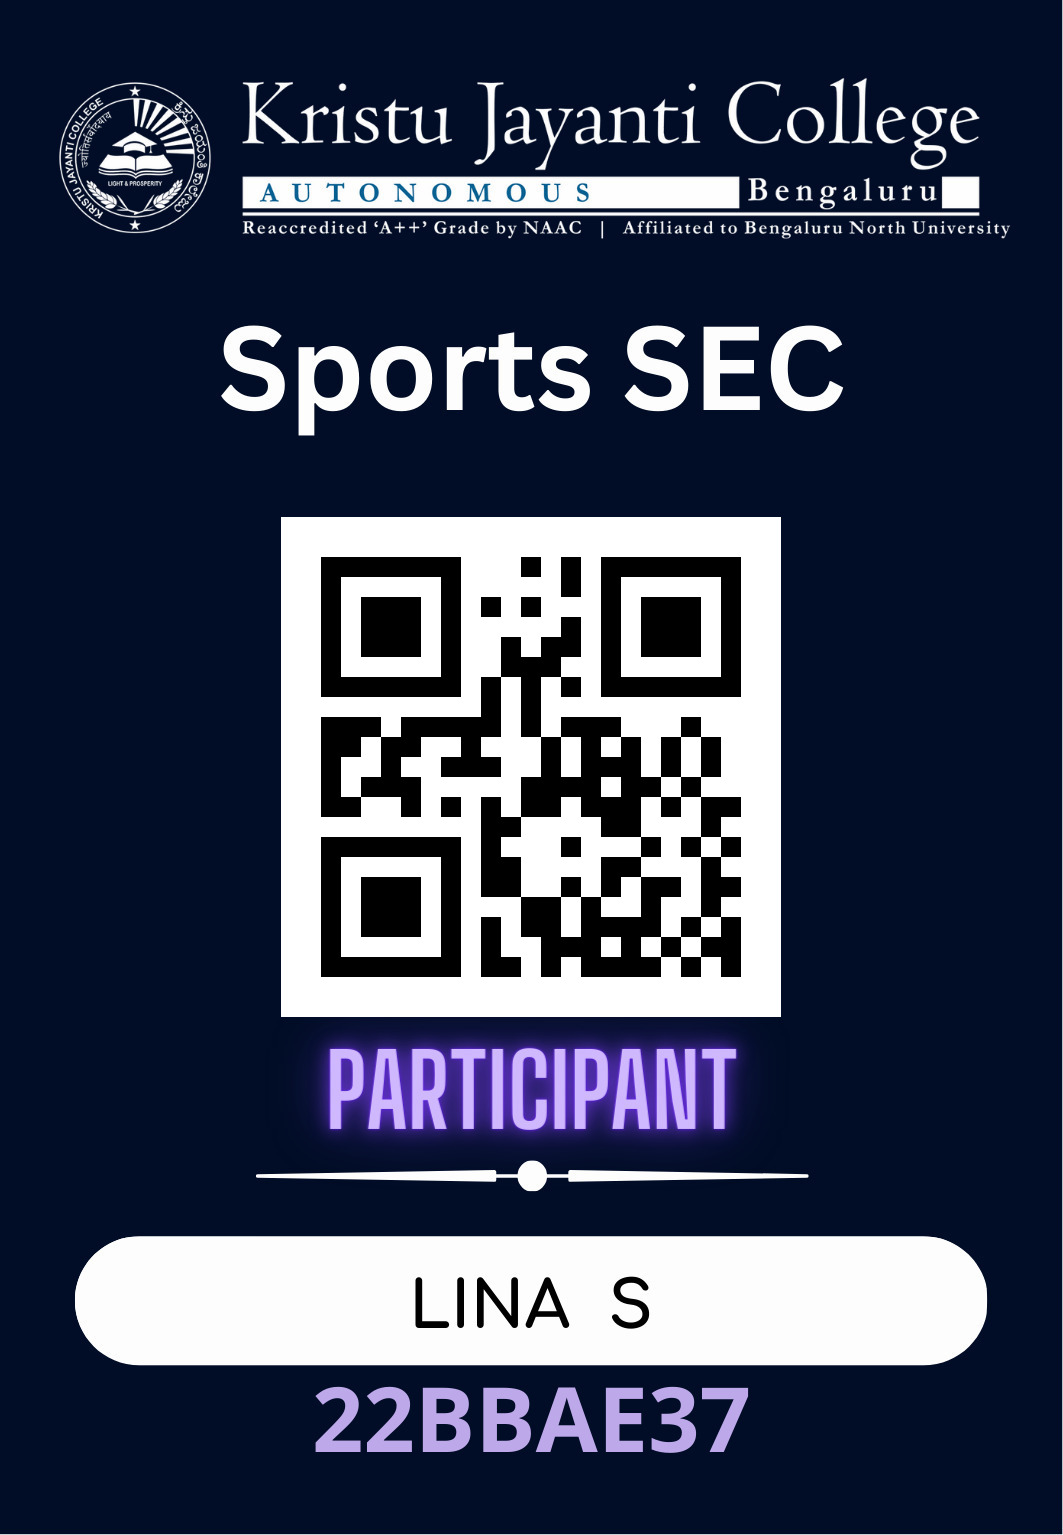 KRISTU JAYANTI COLLEGE
ಕ್ರಿಸ್ತು ಜಯಂತಿ ಕಾಲೇಜು
LIGHT & PROSPERITY
Kristu Jayanti College
AUTONOMOUS Bengaluru
Reaccredited ‘A++’ Grade by NAAC | Affiliated to Bengaluru North University
Sports SEC
PARTICIPANT
LINA S
22BBAE37